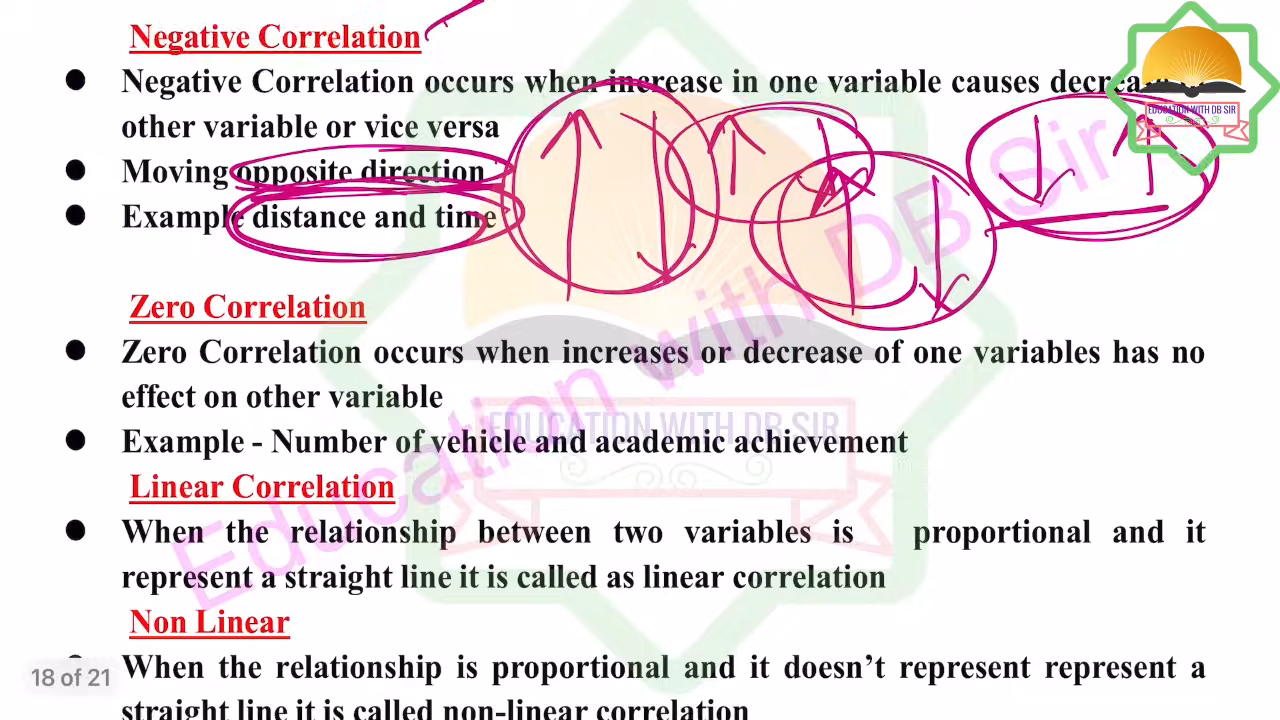 Negative Correlation
● Negative Correlation occurs when increase in one variable causes decrease
other variable or vice versa
● Moving opposite direction
● Example distance and time
Zero Correlation
● Zero Correlation occurs when increases or decrease of one variables has no
effect on other variable
● Example - Number of vehicle and academic achievement
Linear Correlation
● When the relationship between two variables is proportional and it
represent a straight line it is called as linear correlation
Non Linear
When the relationship is proportional and it doesn’t represent represent a
straight line it is called non-linear correlation
18 of 21
EDUCATION WITH DB SIR
EDUCATION WITH DB SIR
Education with DB Sir